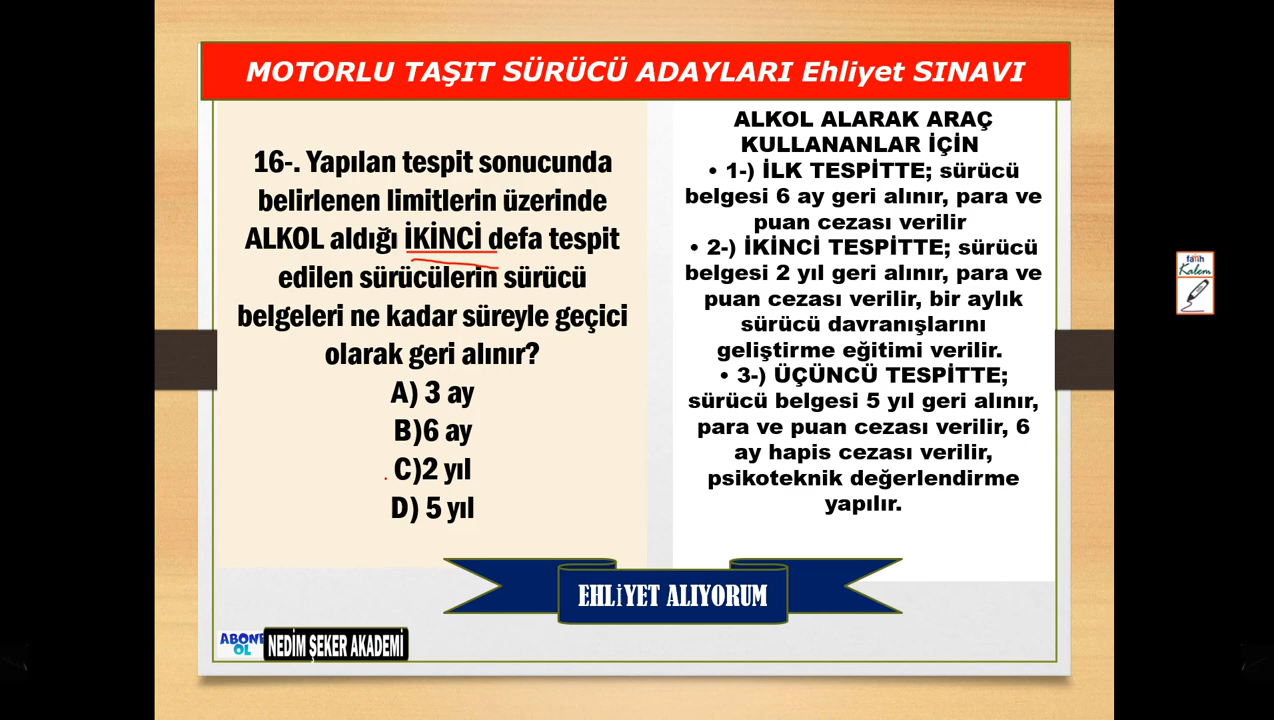 MOTORLU TAŞIT SÜRÜCÜ ADAYLARI Ehliyet SINAVI
16-. Yapılan tespit sonucunda
belirlenen limitlerin üzerinde
ALKOL aldığı İKİNCİ defa tespit
edilen sürücülerin sürücü
belgeleri ne kadar süreyle geçici
olarak geri alınır?
A) 3 ay
B)6 ay
C)2 yıl
D) 5 yıl
ALKOL ALARAK ARAÇ
KULLANANLAR İÇİN
• 1-) İLK TESPİTTE; sürücü
belgesi 6 ay geri alınır, para ve
puan cezası verilir
• 2-) İKİNCİ TESPİTTE; sürücü
belgesi 2 yıl geri alınır, para ve
puan cezası verilir, bir aylık
sürücü davranışlarını
geliştirme eğitimi verilir.
• 3-) ÜÇÜNCÜ TESPİTTE;
sürücü belgesi 5 yıl geri alınır,
para ve puan cezası verilir, 6
ay hapis cezası verilir,
psikoteknik değerlendirme
yapılır.
EHLİYET ALIYORUM
ABONE
OL
NEDİM ŞEKER AKADEMİ
fatih
Kalem